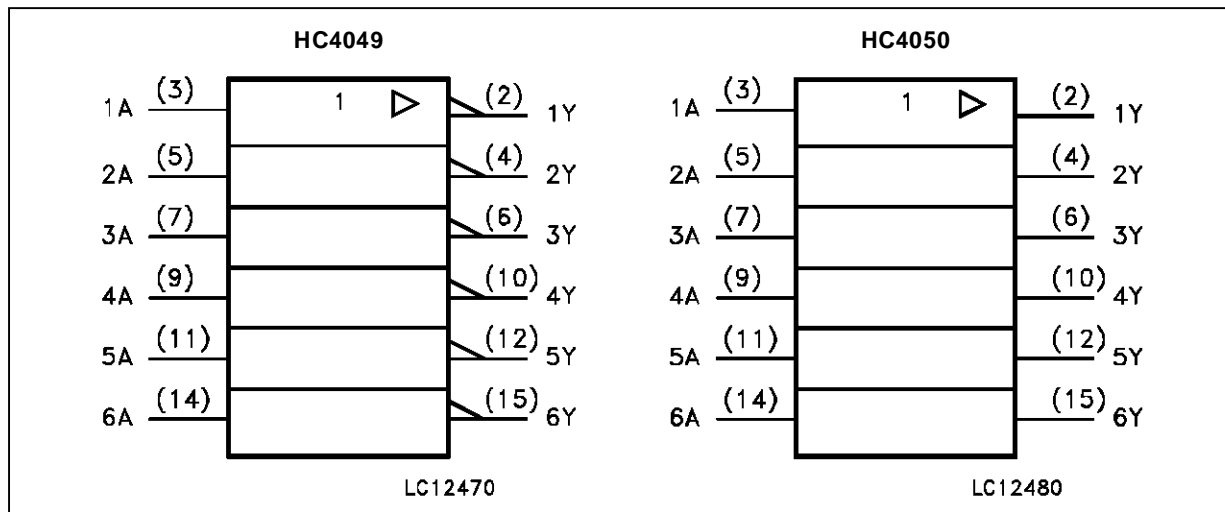 HC4049
1A (3) 1 (2) 1Y
2A (5) (4) 2Y
3A (7) (6) 3Y
4A (9) (10) 4Y
5A (11) (12) 5Y
6A (14) (15) 6Y
LC12470
HC4050
1A (3) 1 (2) 1Y
2A (5) (4) 2Y
3A (7) (6) 3Y
4A (9) (10) 4Y
5A (11) (12) 5Y
6A (14) (15) 6Y
LC12480